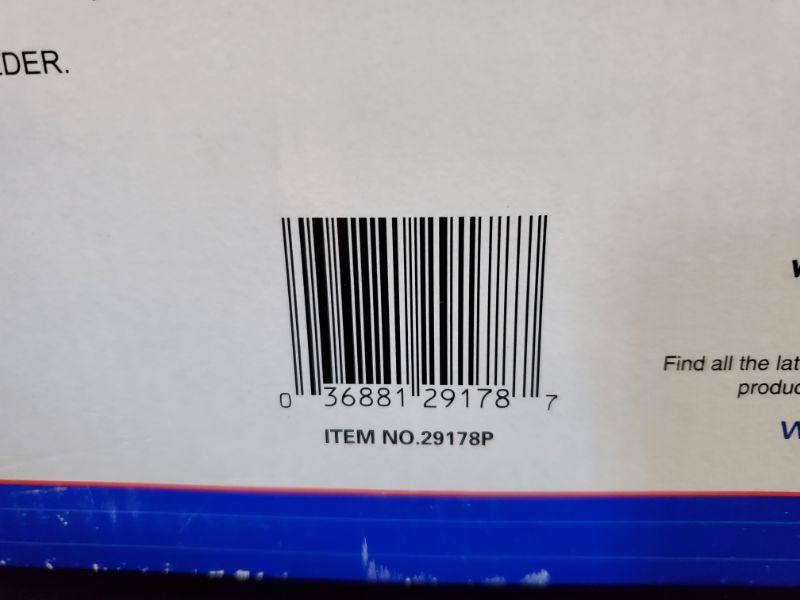 DER.
0 36881 29178 7
ITEM NO.29178P
Find all the lat
produc